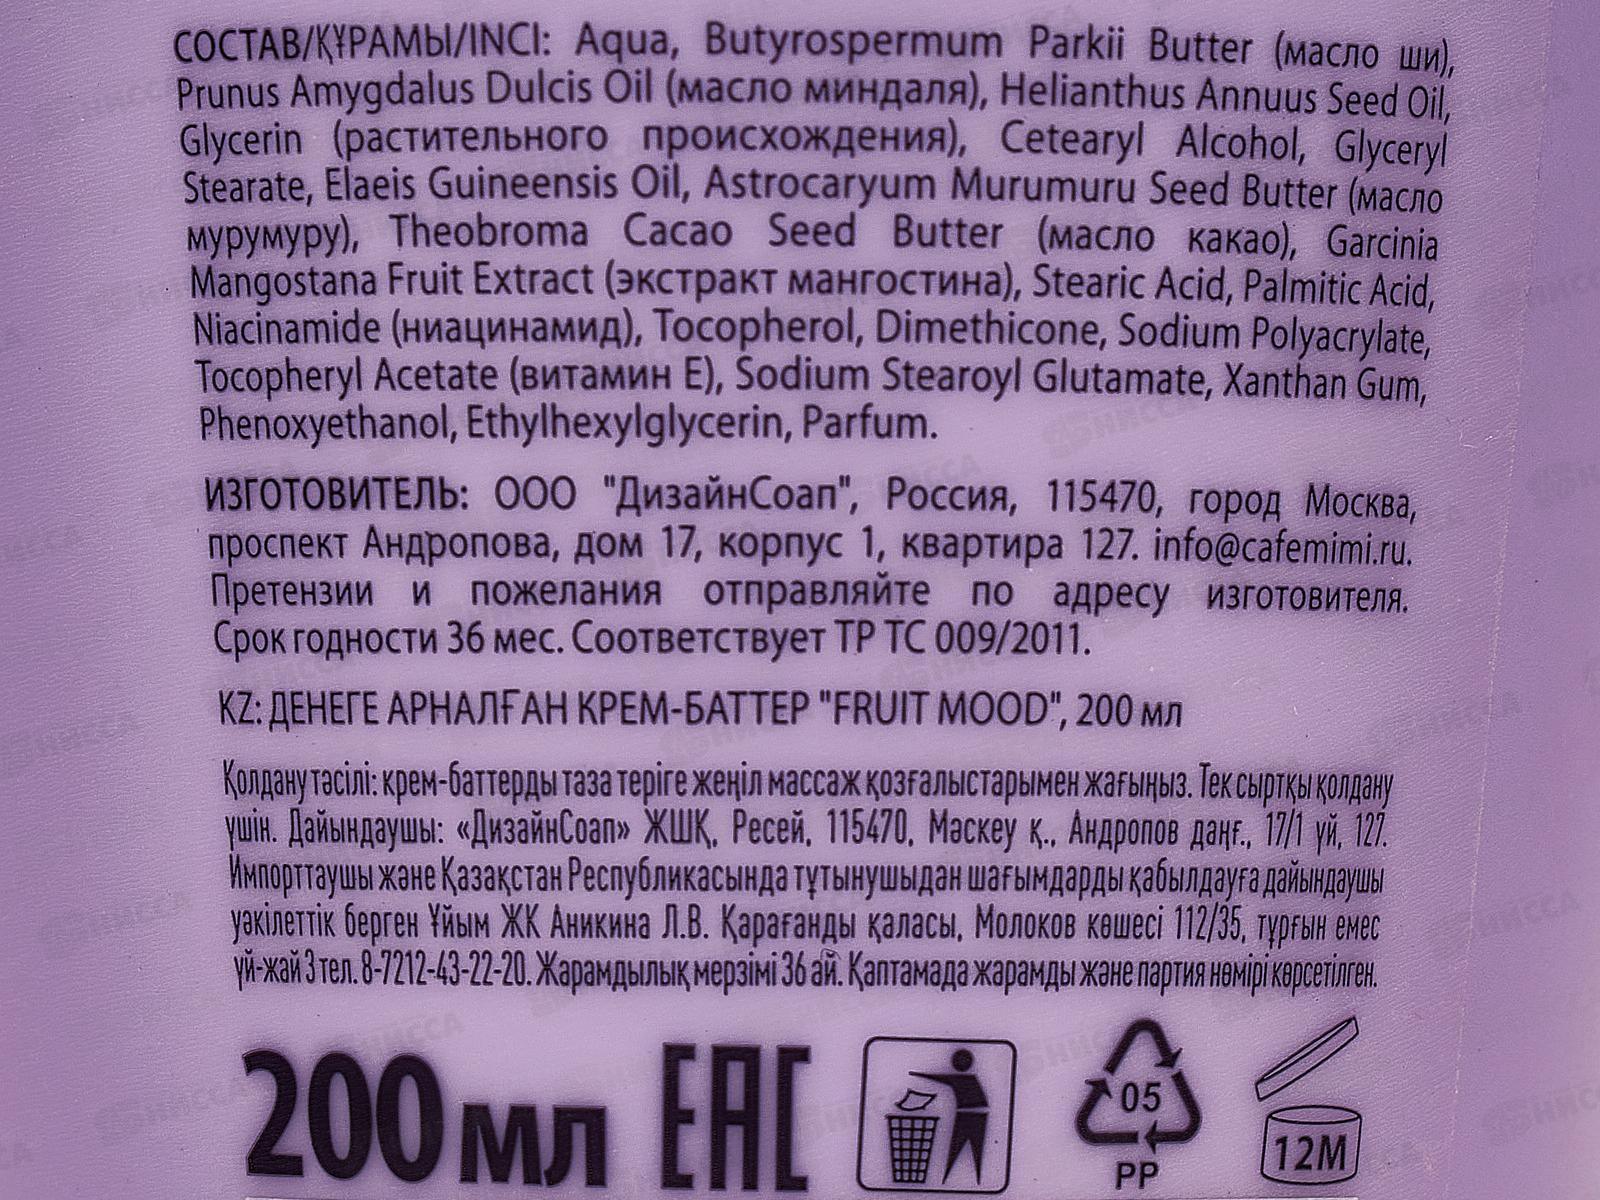 СОСТАВ/ҚҰРАМЫ/INCI: Aqua, Butyrospermum Parkii Butter (масло ши),
Prunus Amygdalus Dulcis Oil (масло миндаля), Helianthus Annuus Seed Oil,
Glycerin (растительного происхождения), Cetearyl Alcohol, Glyceryl
Stearate, Elaeis Guineensis Oil, Astrocaryum Murumuru Seed Butter (масло
мурумуру), Theobroma Cacao Seed Butter (масло какао), Garcinia
Mangostana Fruit Extract (экстракт мангостина), Stearic Acid, Palmitic Acid,
Niacinamide (ниацинамид), Tocopherol, Dimethicone, Sodium Polyacrylate,
Tocopheryl Acetate (витамин Е), Sodium Stearoyl Glutamate, Xanthan Gum,
Phenoxyethanol, Ethylhexylglycerin, Parfum.
ИЗГОТОВИТЕЛЬ: ООО "ДизайнСоап", Россия, 115470, город Москва,
проспект Андропова, дом 17, корпус 1, квартира 127. info@cafemimi.ru.
Претензии и пожелания отправляйте по адресу изготовителя.
Срок годности 36 мес. Соответствует ТР ТС 009/2011.
KZ: ДЕНЕГЕ АРНАЛҒАН КРЕМ-БАТТЕР "FRUIT MOOD", 200 мл
Қолдану тәсілі: крем-баттерды таза теріге жеңіл массаж қозғалыстарымен жағыңыз. Тек сыртқы қолдану
үшін. Дайындаушы: «ДизайнСоап» ЖШҚ, Ресей, 115470, Мәскеу қ., Андропов даңғ., 17/1 үй, 127.
Импорттаушы және Қазақстан Республикасында тұтынушыдан шағымдарды қабылдауға дайындаушы
уәкілеттік берген Ұйым ЖК Аникина Л.В. Қарағанды қаласы, Молоков көшесі 112/35, тұрғын емес
үй-жай 3 тел. 8-7212-43-22-20. Жарамдылық мерзімі 36 ай. Қаптамада жарамды және партия нөмірі көрсетілген.
200 мл EAC 05 PP 12M